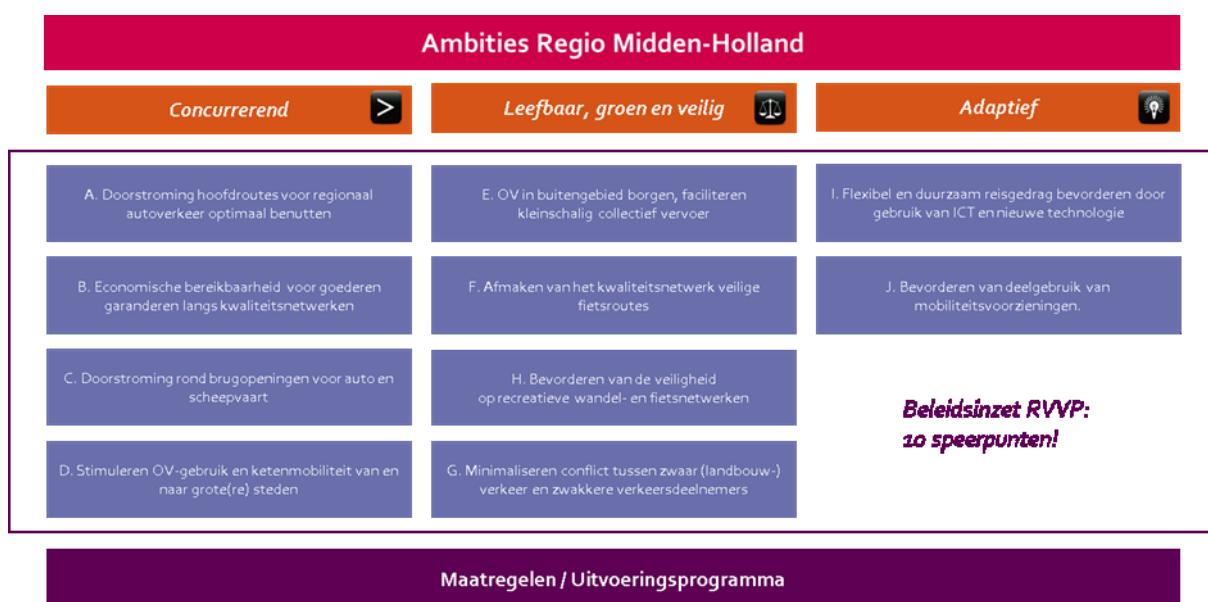 Ambities Regio Midden-Holland
Concurrerend
>
Leefbaar, groen en veilig
Adaptief
A. Doorstroming hoofdroutes voor regionaal
autoverkeer optimaal benutten
B. Economische bereikbaarheid voor goederen
garanderen langs kwaliteitsnetwerken
C. Doorstroming rond brugopeningen voor auto en
scheepvaart
D. Stimuleren OV-gebruik en ketenmobiliteit van en
naar grote(re) steden
E. OV in buitengebied borgen, faciliteren
kleinschalig collectief vervoer
F. Afmaken van het kwaliteitsnetwerk veilige
fietsroutes
H. Bevorderen van de veiligheid
op recreatieve wandel- en fietsnetwerken
G. Minimaliseren conflict tussen zwaar (landbouw-)
verkeer en zwakkere verkeersdeelnemers
I. Flexibel en duurzaam reisgedrag bevorderen door
gebruik van ICT en nieuwe technologie
J. Bevorderen van deelgebruik van
mobiliteitsvoorzieningen.
Beleidsinzet RVVP:
10 speerpunten!
Maatregelen / Uitvoeringsprogramma